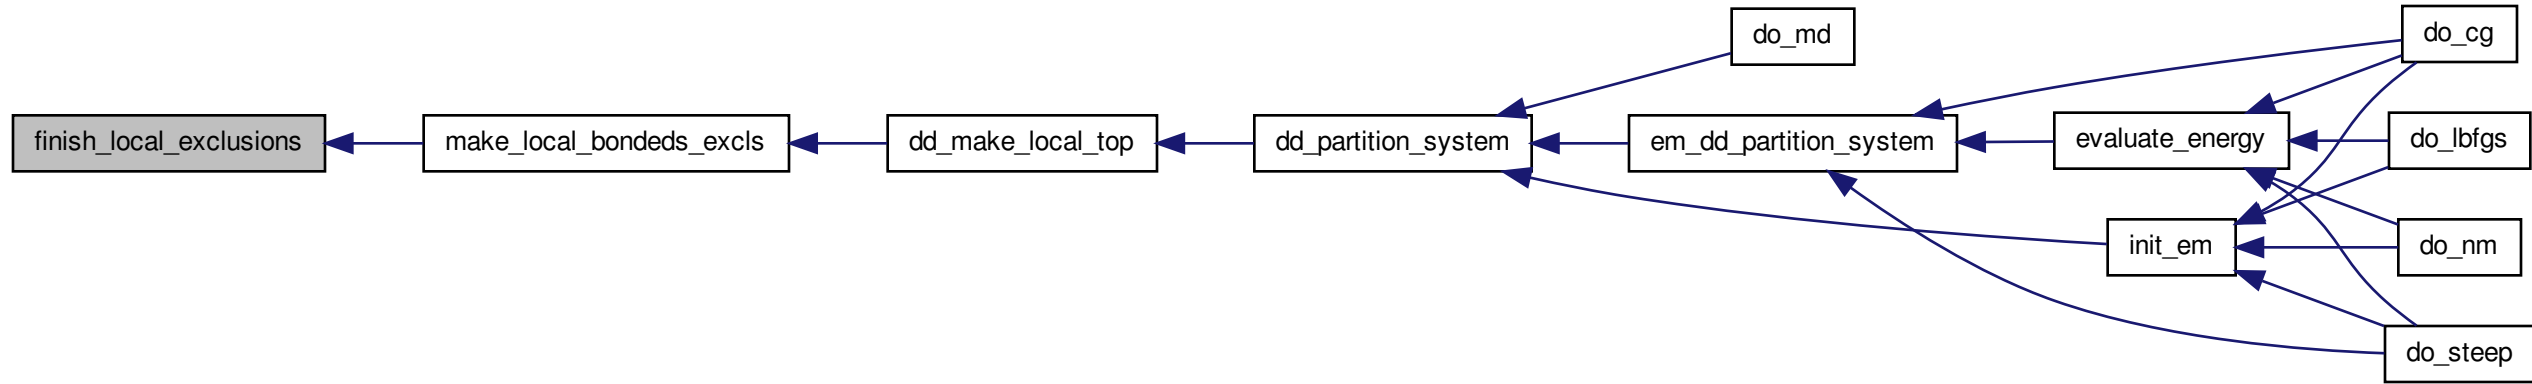 finish_local_exclusions
make_local_bondeds_excls
dd_make_local_top
dd_partition_system
do_md
em_dd_partition_system
evaluate_energy
init_em
do_cg
do_lbfgs
do_nm
do_steep